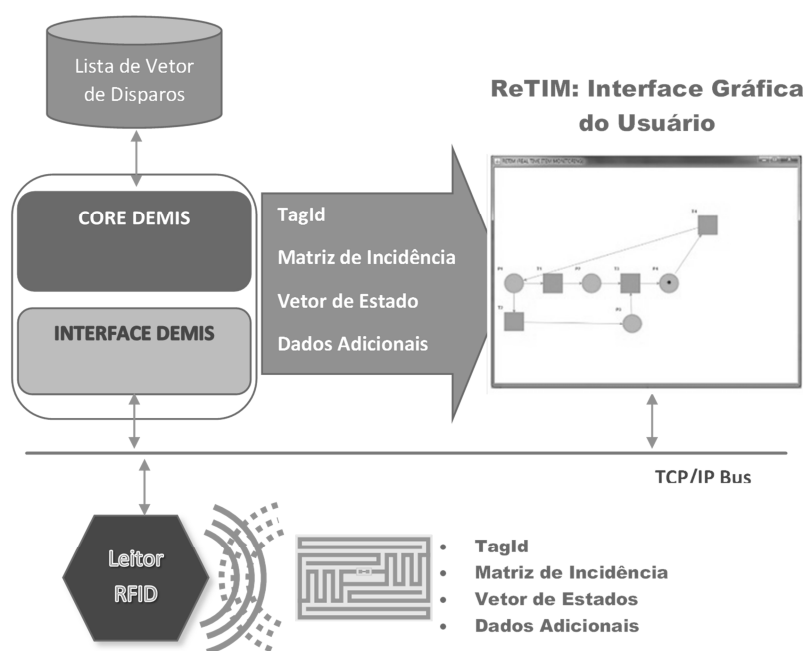 Lista de Vetor
de Disparos
ReTIM: Interface Gráfica
do Usuário
CORE DEMIS
INTERFACE DEMIS
TagId
Matriz de Incidência
Vetor de Estado
Dados Adicionais
TCP/IP Bus
Leitor
RFID
• TagId
• Matriz de Incidência
• Vetor de Estados
• Dados Adicionais